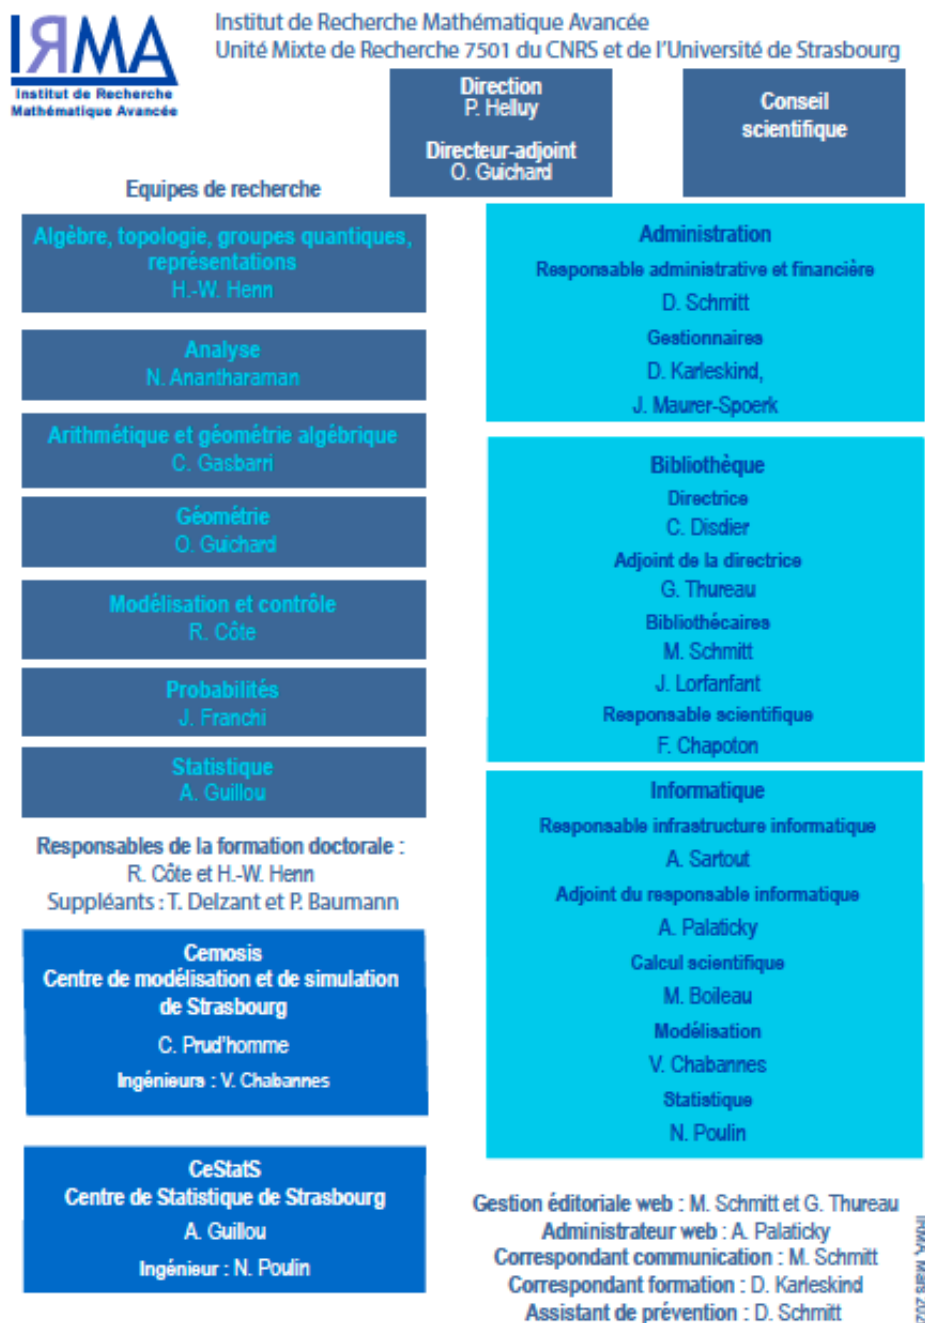 IRMA
Institut de Recherche
Mathématique Avancée
Institut de Recherche Mathématique Avancée
Unité Mixte de Recherche 7501 du CNRS et de l'Université de Strasbourg
Direction
P. Helluy
Directeur-adjoint
O. Guichard
Conseil
scientifique
Equipes de recherche
Algèbre, topologie, groupes quantiques,
représentations
H.-W. Henn
Analyse
N. Anantharaman
Arithmétique et géométrie algébrique
C. Gasbarri
Géométrie
O. Guichard
Modélisation et contrôle
R. Côte
Probabilités
J. Franchi
Statistique
A. Guillou
Responsables de la formation doctorale :
R. Côte et H.-W. Henn
Suppléants : T. Delzant et P. Baumann
Cemosis
Centre de modélisation et de simulation
de Strasbourg
C. Prud'homme
Ingénieurs : V. Chabannes
CeStatS
Centre de Statistique de Strasbourg
A. Guillou
Ingénieur : N. Poulin
Administration
Responsable administrative et financière
D. Schmitt
Gestionnaires
D. Karleskind,
J. Maurer-Spoerk
Bibliothèque
Directrice
C. Disdier
Adjoint de la directrice
G. Thureau
Bibliothécaires
M. Schmitt
J. Lorfanfant
Responsable scientifique
F. Chapoton
Informatique
Responsable infrastructure informatique
A. Sartout
Adjoint du responsable informatique
A. Palaticky
Calcul scientifique
M. Boileau
Modélisation
V. Chabannes
Statistique
N. Poulin
Gestion éditoriale web : M. Schmitt et G. Thureau
Administrateur web : A. Palaticky
Correspondant communication : M. Schmitt
Correspondant formation : D. Karleskind
Assistant de prévention : D. Schmitt
IRMA, Mars